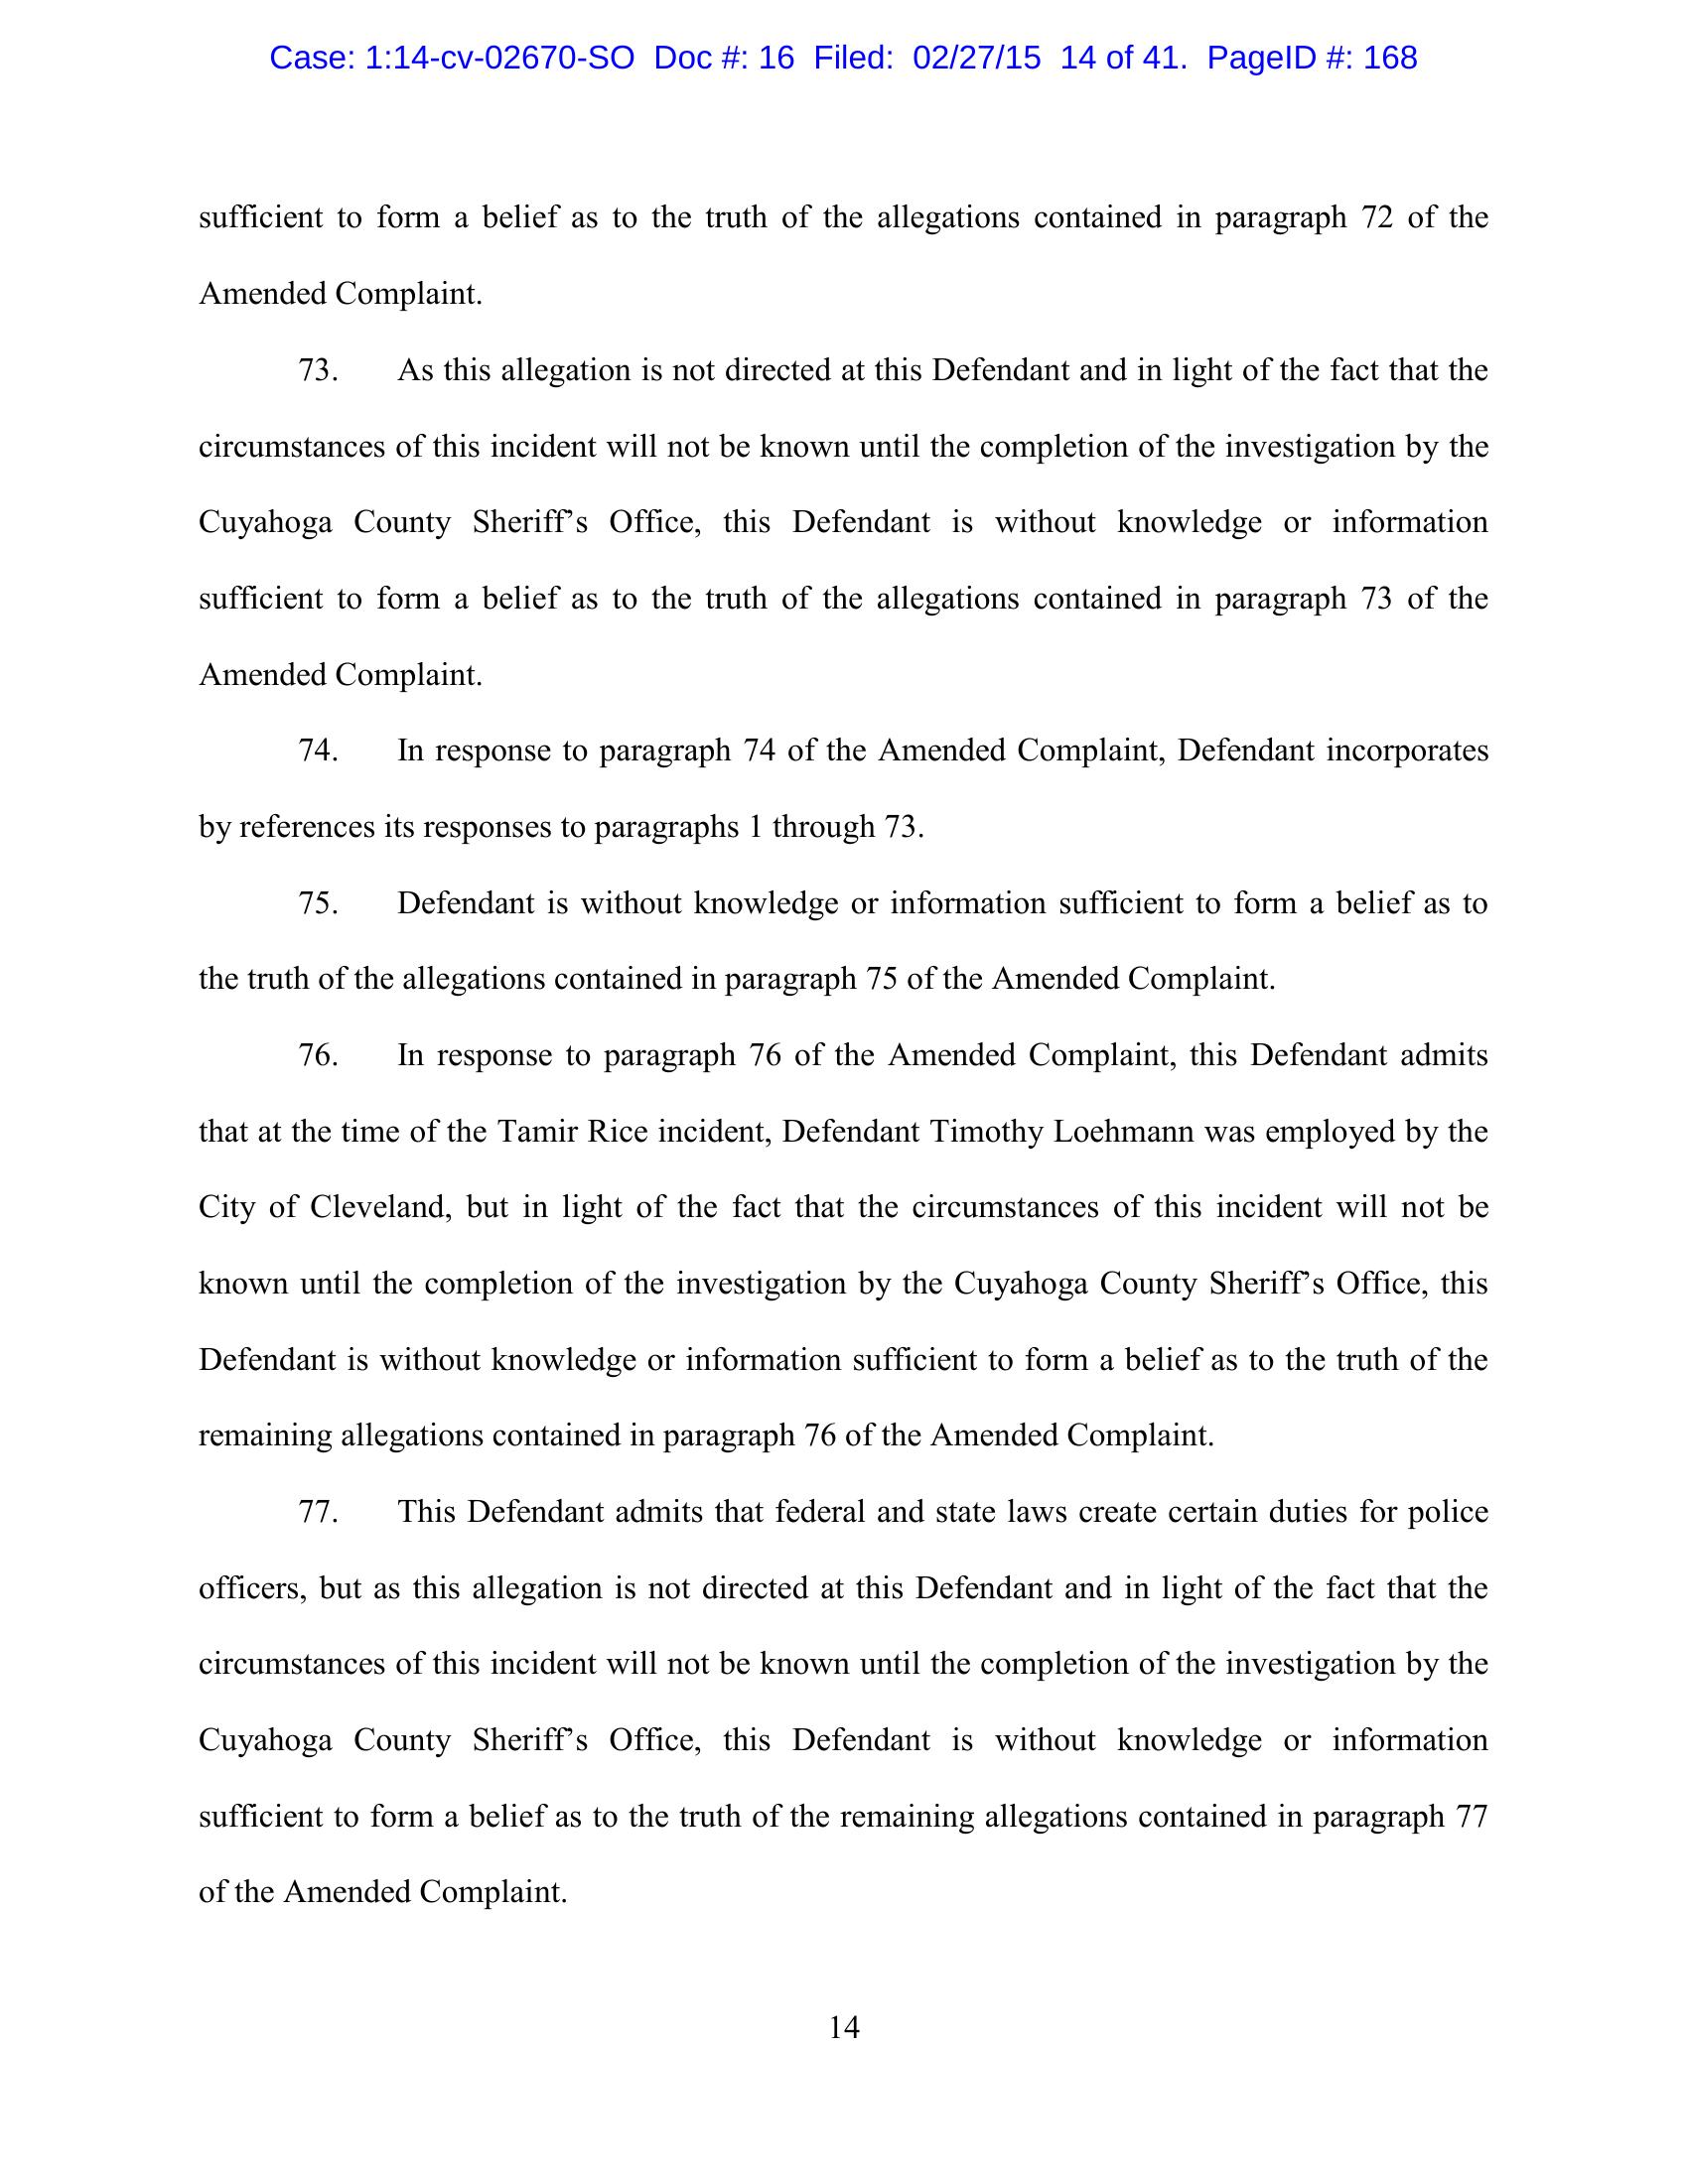 Case: 1:14-cv-02670-SO Doc #: 16 Filed: 02/27/15 14 of 41. PageID #: 168
sufficient to form a belief as to the truth of the allegations contained in paragraph 72 of the
Amended Complaint.
73. As this allegation is not directed at this Defendant and in light of the fact that the
circumstances of this incident will not be known until the completion of the investigation by the
Cuyahoga County Sheriff’s Office, this Defendant is without knowledge or information
sufficient to form a belief as to the truth of the allegations contained in paragraph 73 of the
Amended Complaint.
74. In response to paragraph 74 of the Amended Complaint, Defendant incorporates
by references its responses to paragraphs 1 through 73.
75. Defendant is without knowledge or information sufficient to form a belief as to
the truth of the allegations contained in paragraph 75 of the Amended Complaint.
76. In response to paragraph 76 of the Amended Complaint, this Defendant admits
that at the time of the Tamir Rice incident, Defendant Timothy Loehmann was employed by the
City of Cleveland, but in light of the fact that the circumstances of this incident will not be
known until the completion of the investigation by the Cuyahoga County Sheriff’s Office, this
Defendant is without knowledge or information sufficient to form a belief as to the truth of the
remaining allegations contained in paragraph 76 of the Amended Complaint.
77. This Defendant admits that federal and state laws create certain duties for police
officers, but as this allegation is not directed at this Defendant and in light of the fact that the
circumstances of this incident will not be known until the completion of the investigation by the
Cuyahoga County Sheriff’s Office, this Defendant is without knowledge or information
sufficient to form a belief as to the truth of the remaining allegations contained in paragraph 77
of the Amended Complaint.
14